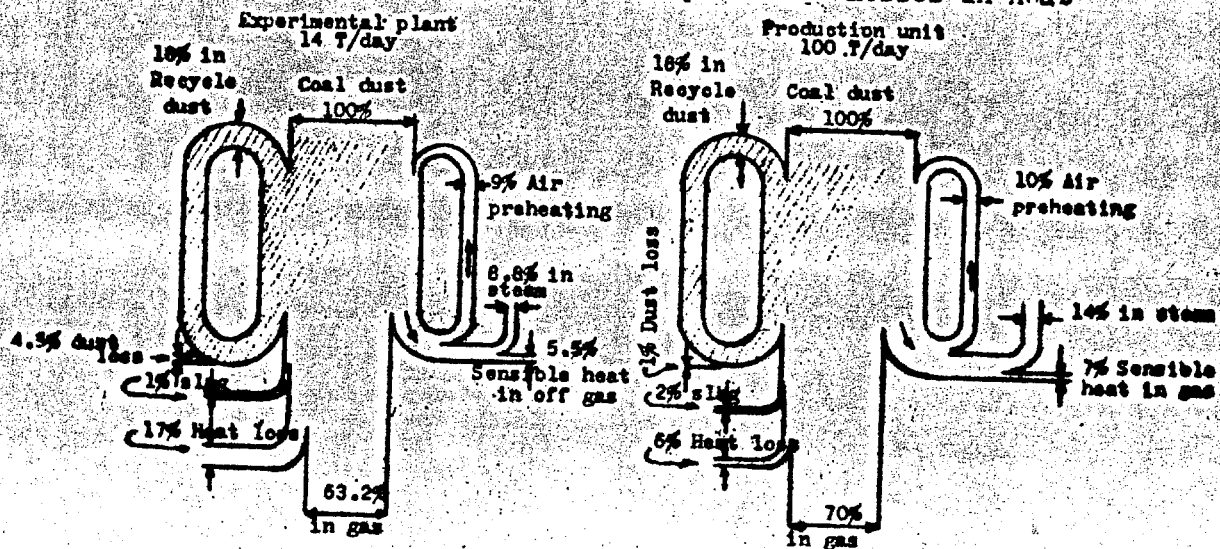 Experimental plant
14 T/day
18% in
Recycle
dust
Coal dust
100%
9% Air
preheating
8.8% in
steam
4.5% dust
loss
1% slag
17% Heat loss
5.5%
Sensible heat
in off gas
63.2%
in gas
Production unit
100 T/day
18% in
Recycle
dust
Coal dust
100%
10% Air
preheating
1% Dust loss
14% in steam
2% slag
6% Heat loss
7% Sensible
heat in gas
70%
in gas